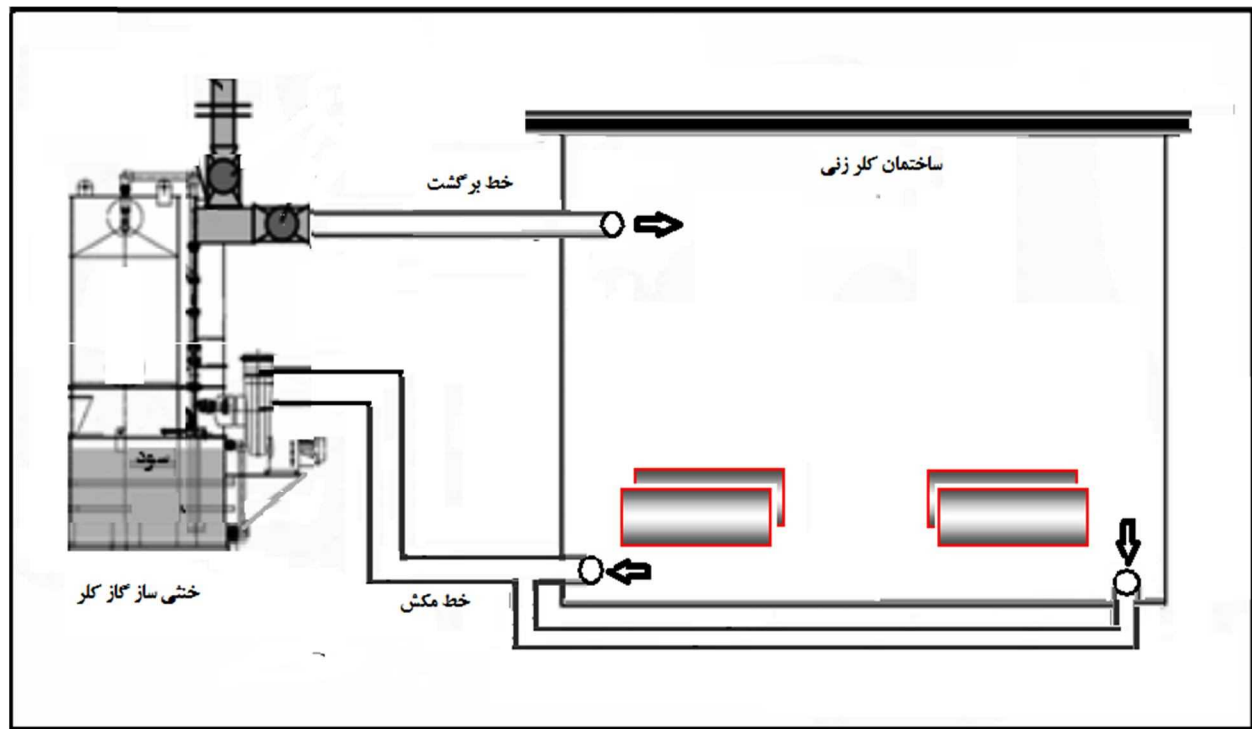 ساختمان کلر زنی
خط برگشت
سود
خط مکش
خنثی ساز گاز کلر